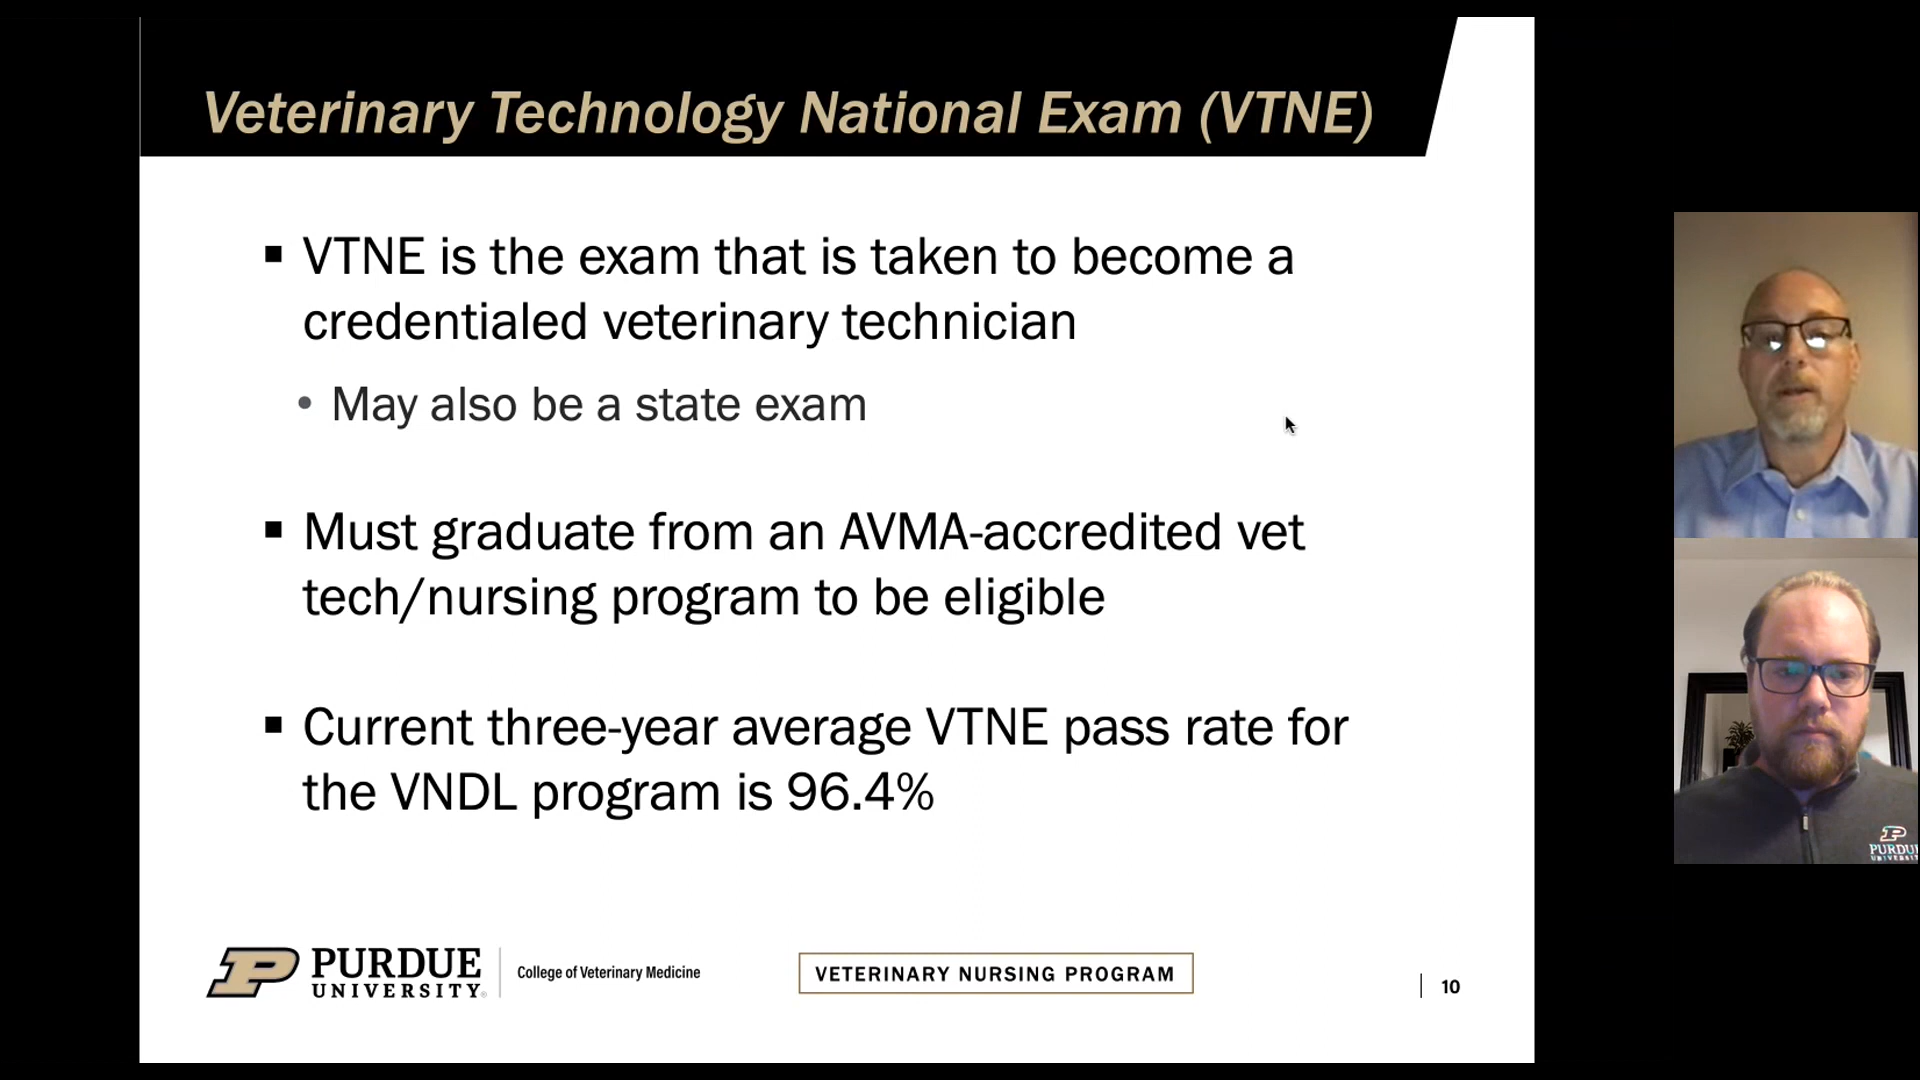 Veterinary Technology National Exam (VTNE)
▪ VTNE is the exam that is taken to become a
credentialed veterinary technician
• May also be a state exam
▪ Must graduate from an AVMA-accredited vet
tech/nursing program to be eligible
▪ Current three-year average VTNE pass rate for
the VNDL program is 96.4%
PURDUE
UNIVERSITY®
College of Veterinary Medicine
VETERINARY NURSING PROGRAM
10
P
PURDU
UNIVERSIT